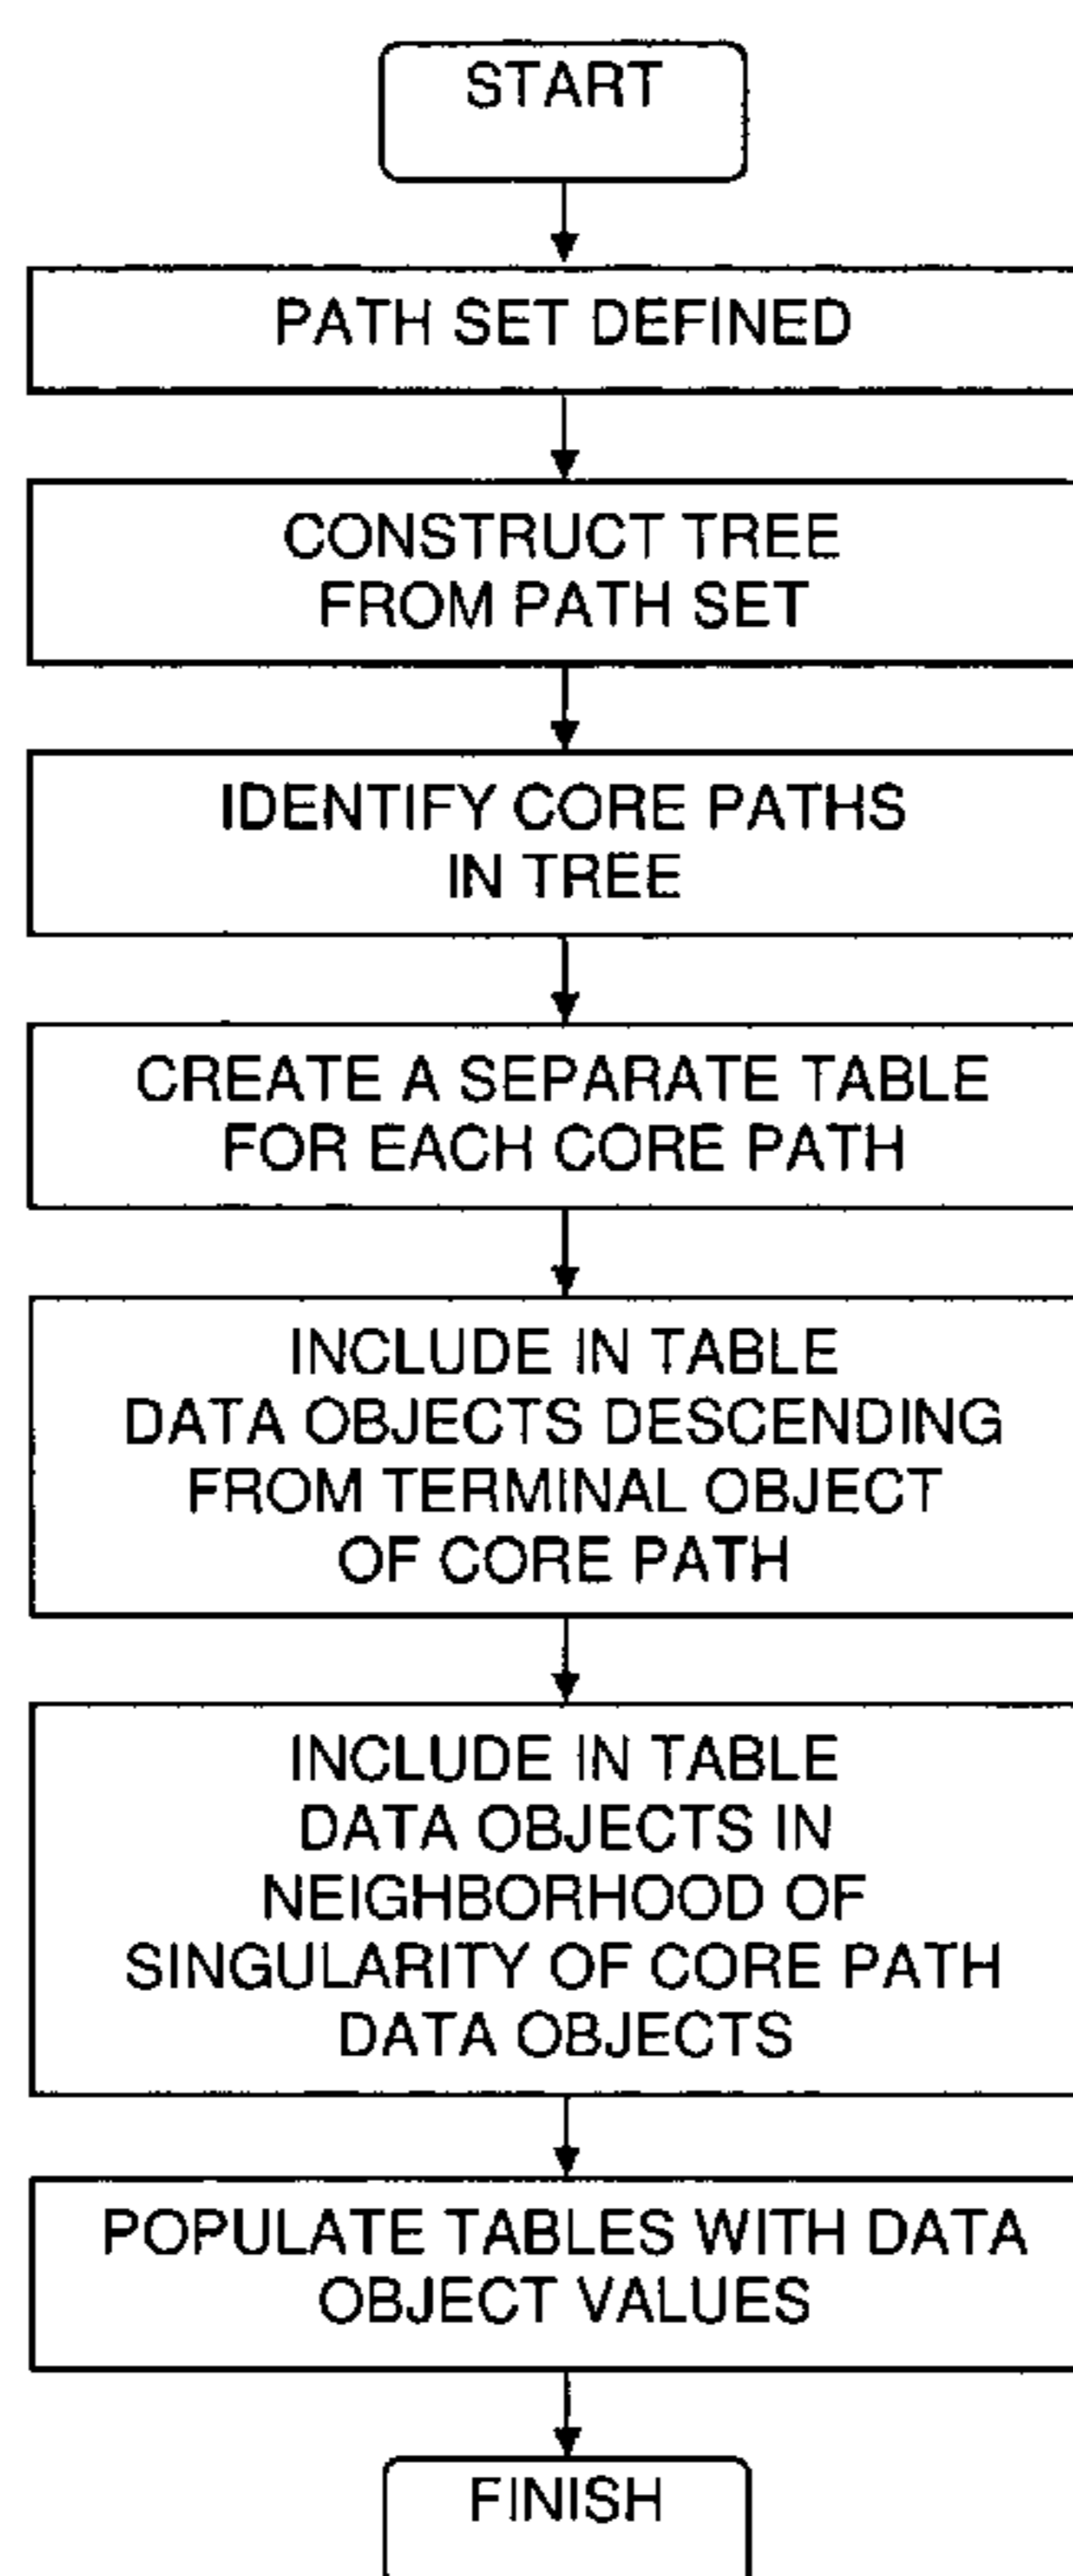 START
PATH SET DEFINED
CONSTRUCT TREE
FROM PATH SET
IDENTIFY CORE PATHS
IN TREE
CREATE A SEPARATE TABLE
FOR EACH CORE PATH
INCLUDE IN TABLE
DATA OBJECTS DESCENDING
FROM TERMINAL OBJECT
OF CORE PATH
INCLUDE IN TABLE
DATA OBJECTS IN
NEIGHBORHOOD OF
SINGULARITY OF CORE PATH
DATA OBJECTS
POPULATE TABLES WITH DATA
OBJECT VALUES
FINISH